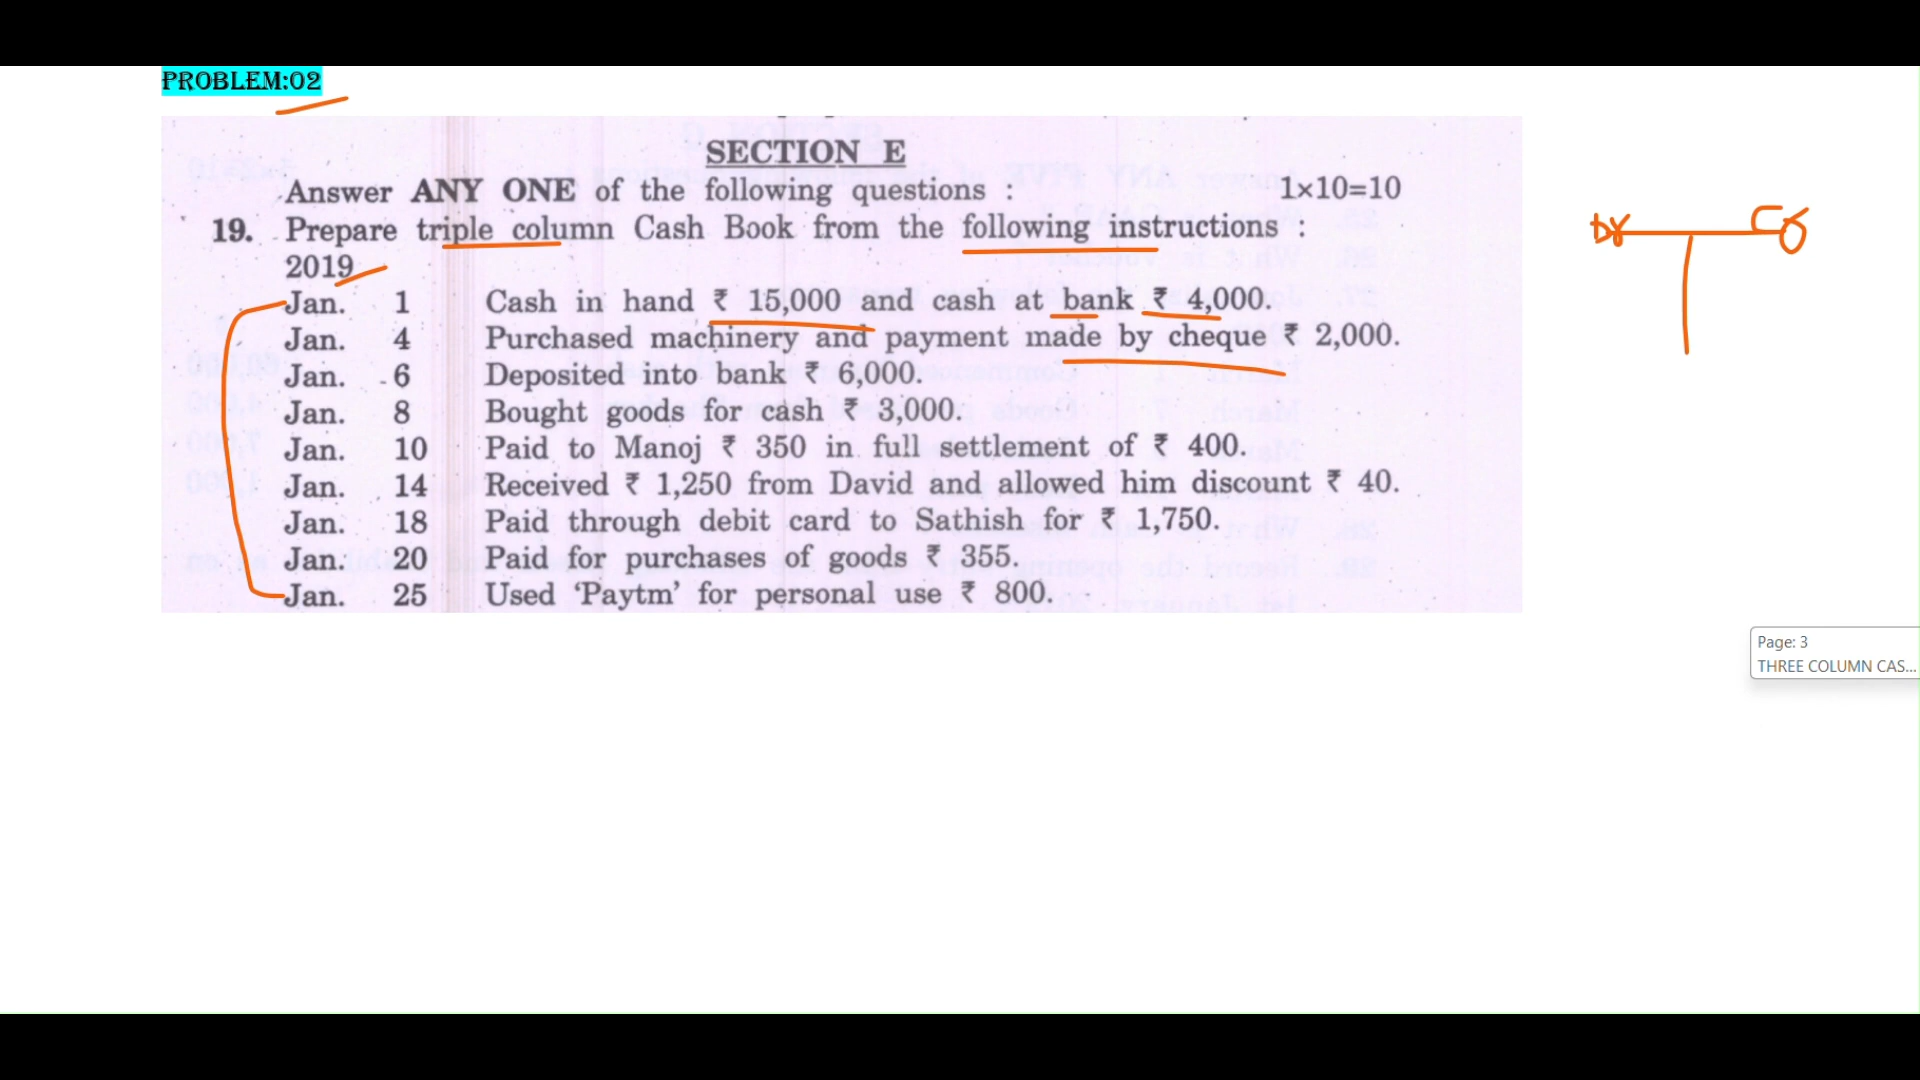 PROBLEM:02
SECTION E
Answer ANY ONE of the following questions : 1×10=10
19. Prepare triple column Cash Book from the following instructions :
2019
Jan. 1 Cash in hand ₹ 15,000 and cash at bank ₹ 4,000.
Jan. 4 Purchased machinery and payment made by cheque ₹ 2,000.
Jan. 6 Deposited into bank ₹ 6,000.
Jan. 8 Bought goods for cash ₹ 3,000.
Jan. 10 Paid to Manoj ₹ 350 in full settlement of ₹ 400.
Jan. 14 Received ₹ 1,250 from David and allowed him discount ₹ 40.
Jan. 18 Paid through debit card to Sathish for ₹ 1,750.
Jan. 20 Paid for purchases of goods ₹ 355.
Jan. 25 Used ‘Paytm’ for personal use ₹ 800.
Dr
Page: 3
THREE COLUMN CAS...